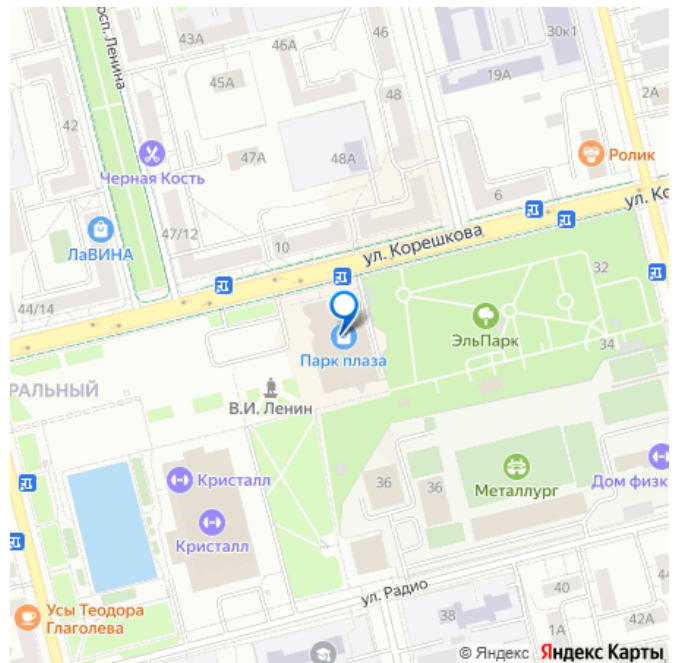 росп. Ленина
43А
46А
46
30к1
45А
19А
48
2А
42
Черная Кость
47А
48А
Ролик
47/12
6
ул. Ко
ЛаВИНА
10
ул. Корешкова
32
44/14
ЭльПарк
34
Парк плаза
РАЛЬНЫЙ
В.И. Ленин
Кристалл
36
36
Металлург
Дом физк
Кристалл
ул. Радио
Усы Теодора
Глаголева
38
40
44
1А
42А
© Яндекс Яндекс Карты